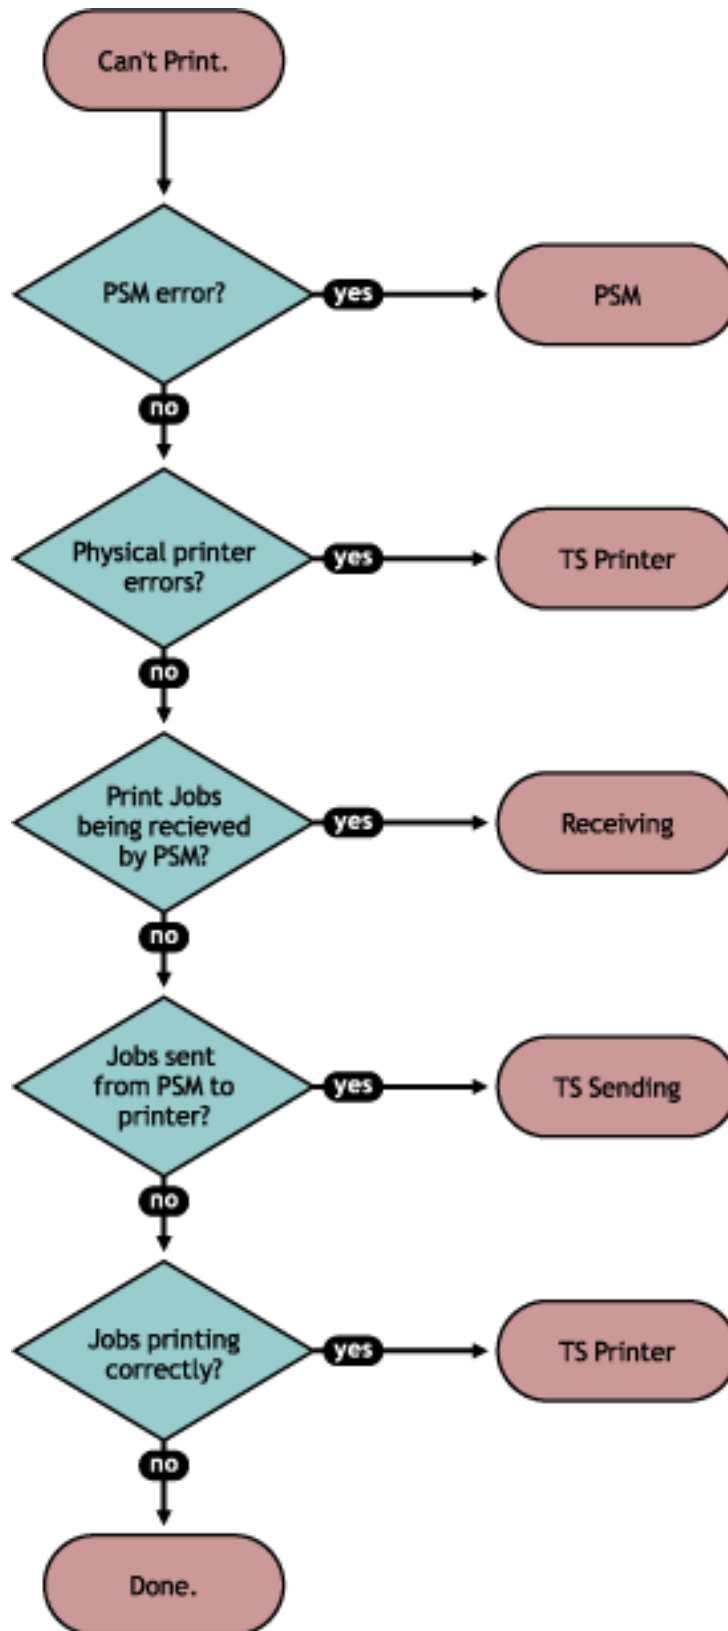 Can't Print.
PSM error?
yes
PSM
no
Physical printer
errors?
yes
TS Printer
no
Print Jobs
being recieved
by PSM?
yes
Receiving
no
Jobs sent
from PSM to
printer?
yes
TS Sending
no
Jobs printing
correctly?
yes
TS Printer
no
Done.